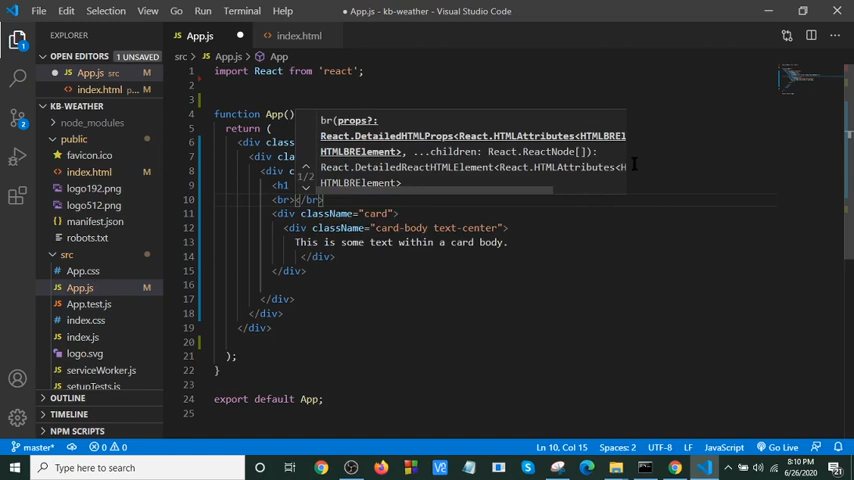 File Edit Selection View Go Run Terminal Help
App.js - kb-weather - Visual Studio Code
EXPLORER
App.js
index.html
OPEN EDITORS 1 UNSAVED
App.js src M
index.html p... M
KB-WEATHER
node_modules
public
favicon.ico
index.html M
logo192.png
logo512.png
manifest.json
robots.txt
src
App.css
App.js M
App.test.js
index.css
index.js
logo.svg
serviceWorker.js
setupTests.js
OUTLINE
TIMELINE
NPM SCRIPTS
src > App.js > App
1 import React from 'react';
2
3
4 function App()
5 return (
6 <div class
7 <div cla
8 <div c
9 <h1
10 <br></br>
11 <div className="card">
12 <div className="card-body text-center">
13 This is some text within a card body.
14 </div>
15 </div>
16
17 </div>
18 </div>
19 </div>
20
21 );
22 }
23
24 export default App;
25
br(props?:
React.DetailedHTMLProps<React.HTMLAttributes<HTMLBREl
HTMLBRElement>, ...children: React.ReactNode[]):
React.DetailedReactHTMLElement<React.HTMLAttributes<H
HTMLBRElement>
1/2
1
2
master* 0 0
Ln 10, Col 15 Spaces: 2 UTF-8 LF JavaScript Go Live
Type here to search
V2
8:10 PM
6/26/2020
21